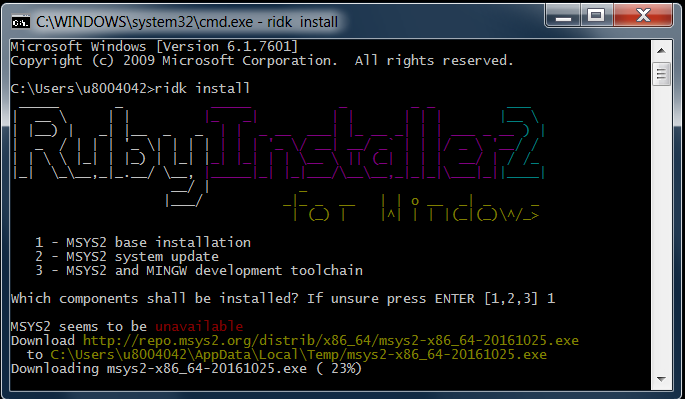 C:\WINDOWS\system32\cmd.exe - ridk install
Microsoft Windows [Version 6.1.7601]
Copyright (c) 2009 Microsoft Corporation.  All rights reserved.
C:\Users\u8004042>ridk install
RubyInstaller2
for Windows
1 - MSYS2 base installation
2 - MSYS2 system update
3 - MSYS2 and MINGW development toolchain
Which components shall be installed? If unsure press ENTER [1,2,3] 1
MSYS2 seems to be unavailable
Download http://repo.msys2.org/distrib/x86_64/msys2-x86_64-20161025.exe
to C:\Users\u8004042\AppData\Local\Temp/msys2-x86_64-20161025.exe
Downloading msys2-x86_64-20161025.exe ( 23%)